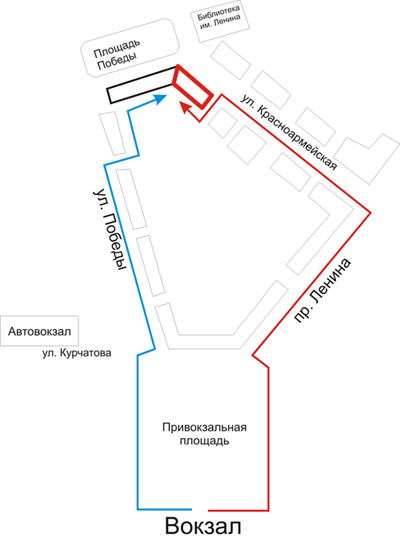 Библиотека
им. Ленина
Площадь
Победы
ул. Красноармейская
ул. Победы
пр. Ленина
Автовокзал
ул. Курчатова
Привокзальная
площадь
Вокзал